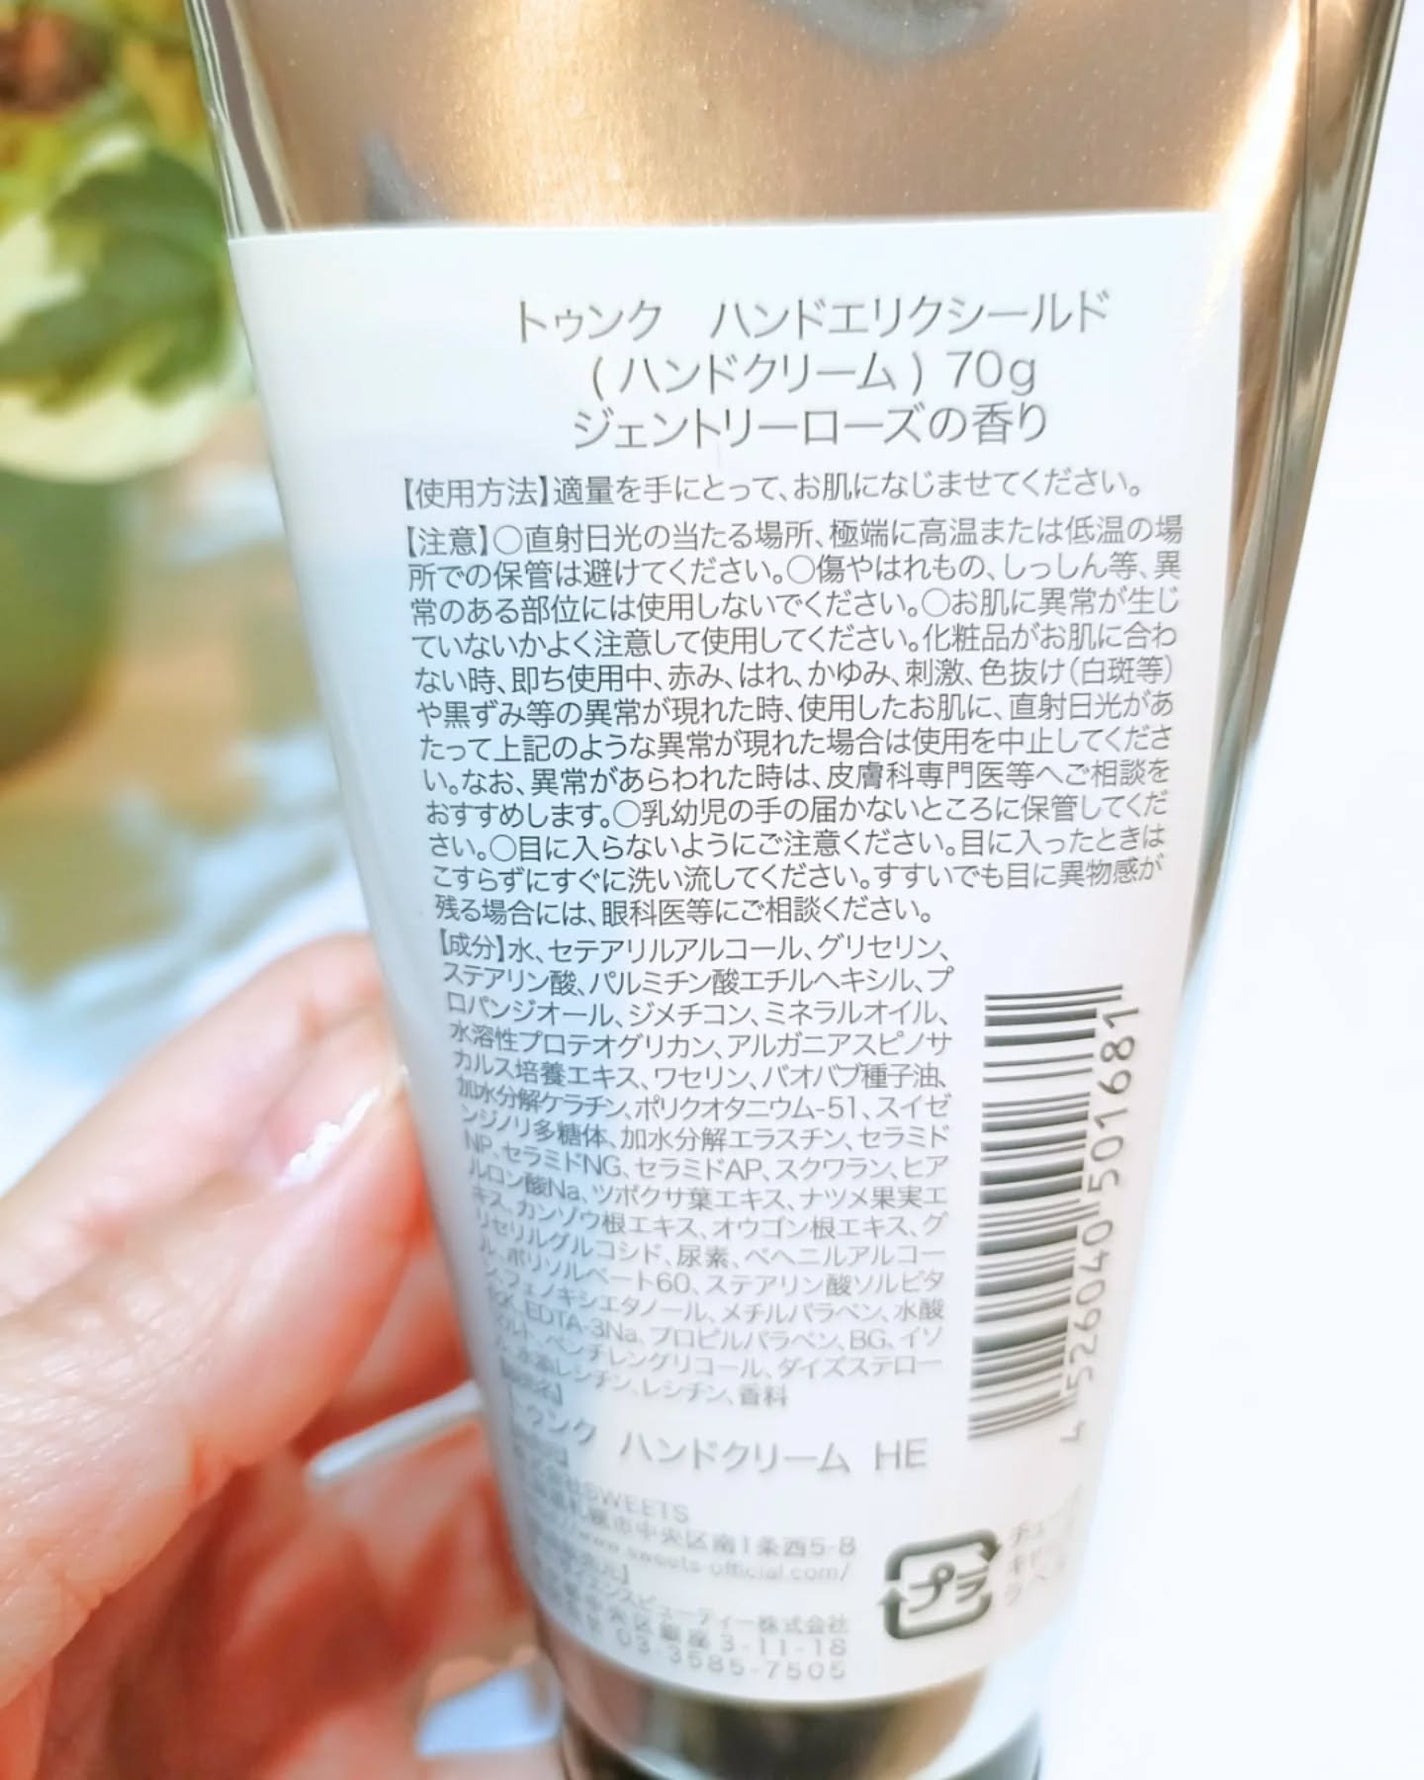 トゥンク ハンドエリクシールド
(ハンドクリーム) 70g
ジェントリーローズの香り
【使用方法】適量を手にとって、お肌になじませてください。
【注意】○直射日光の当たる場所、極端に高温または低温の場
所での保管は避けてください。○傷やはれもの、しっしん等、異
常のある部位には使用しないでください。○お肌に異常が生じ
ていないかよく注意して使用してください。化粧品がお肌に合わ
ない時、即ち使用中、赤み、はれ、かゆみ、刺激、色抜け(白斑等)
や黒ずみ等の異常が現れた時、使用したお肌に、直射日光があ
たって上記のような異常が現れた場合は使用を中止してくださ
い。なお、異常があらわれた時は、皮膚科専門医等へご相談を
おすすめします。○乳幼児の手の届かないところに保管してくだ
さい。○目に入らないようにご注意ください。目に入ったときは
こすらずにすぐに洗い流してください。すすいでも目に異物感が
残る場合には、眼科医等にご相談ください。
【成分】水、セテアリルアルコール、グリセリン、
ステアリン酸、パルミチン酸エチルヘキシル、プ
ロパンジオール、ジメチコン、ミネラルオイル、
水溶性プロテオグリカン、アルガニアスピノサ
カルス培養エキス、ワセリン、バオバブ種子油、
加水分解ケラチン、ポリクオタニウム-51、スイゼ
ンジノリ多糖体、加水分解エラスチン、セラミド
NP、セラミドNG、セラミドAP、スクワラン、ヒア
ルロン酸Na、ツボクサ葉エキス、ナツメ果実エ
キス、カンゾウ根エキス、オウゴン根エキス、グ
リセリルグルコシド、尿素、ベヘニルアルコー
ル、ポリソルベート60、ステアリン酸ソルビタ
ン、フェノキシエタノール、メチルパラベン、水酸
化K、EDTA-3Na、プロピルパラベン、BG、イソ
マルト、ペンチレングリコール、ダイズステロー
ル、水添レシチン、レシチン、香料
トゥンク ハンドクリーム HE
SWEETS
札幌市中央区南1条西5-8
www.sweets-official.com/
ビューティー株式会社
中央区銀座3-11-18
03-3585-7505
4 526040 501681
プラ